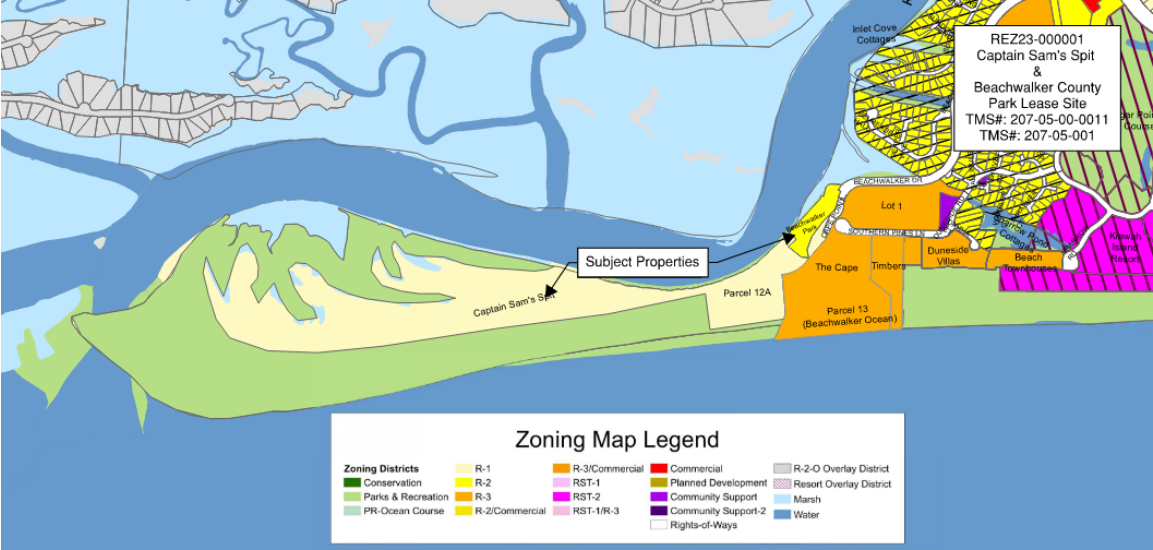 Inlet Cove
Cottages
REZ23-000001
Captain Sam's Spit
&
Beachwalker County
Park Lease Site
TMS#: 207-05-00-0011
TMS#: 207-05-001
BEACHWALKER DR
Beachwalker
Park
Lot 1
SOUTHERN PINES LN
Sparrow Pond
Cottages
Kiawah
Island
Resort
Duneside
Villas
Beach
Townhouses
The Cape
Timbers
Subject Properties
Captain Sam's Spit
Parcel 12A
Parcel 13
(Beachwalker Ocean)
Zoning Map Legend
Zoning Districts
Conservation
Parks & Recreation
PR-Ocean Course
R-1
R-2
R-3
R-2/Commercial
R-3/Commercial
RST-1
RST-2
RST-1/R-3
Commercial
Planned Development
Community Support
Community Support-2
Rights-of-Ways
R-2-O Overlay District
Resort Overlay District
Marsh
Water